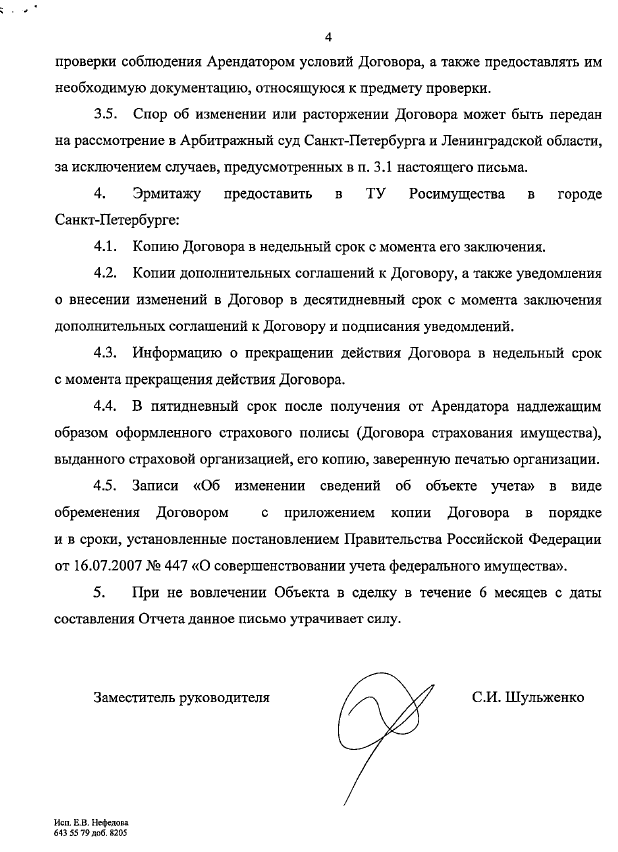 4
проверки соблюдения Арендатором условий Договора, а также предоставлять им
необходимую документацию, относящуюся к предмету проверки.
3.5. Спор об изменении или расторжении Договора может быть передан
на рассмотрение в Арбитражный суд Санкт-Петербурга и Ленинградской области,
за исключением случаев, предусмотренных в п. 3.1 настоящего письма.
4. Эрмитажу предоставить в ТУ Росимущества в городе
Санкт-Петербурге:
4.1. Копию Договора в недельный срок с момента его заключения.
4.2. Копии дополнительных соглашений к Договору, а также уведомления
о внесении изменений в Договор в десятидневный срок с момента заключения
дополнительных соглашений к Договору и подписания уведомлений.
4.3. Информацию о прекращении действия Договора в недельный срок
с момента прекращения действия Договора.
4.4. В пятидневный срок после получения от Арендатора надлежащим
образом оформленного страхового полисы (Договора страхования имущества),
выданного страховой организацией, его копию, заверенную печатью организации.
4.5. Записи «Об изменении сведений об объекте учета» в виде
обременения Договором с приложением копии Договора в порядке
и в сроки, установленные постановлением Правительства Российской Федерации
от 16.07.2007 № 447 «О совершенствовании учета федерального имущества».
5. При не вовлечении Объекта в сделку в течение 6 месяцев с даты
составления Отчета данное письмо утрачивает силу.
Заместитель руководителя С.И. Шульженко
Исп. Е.В. Нефедова
643 55 79 доб. 8205